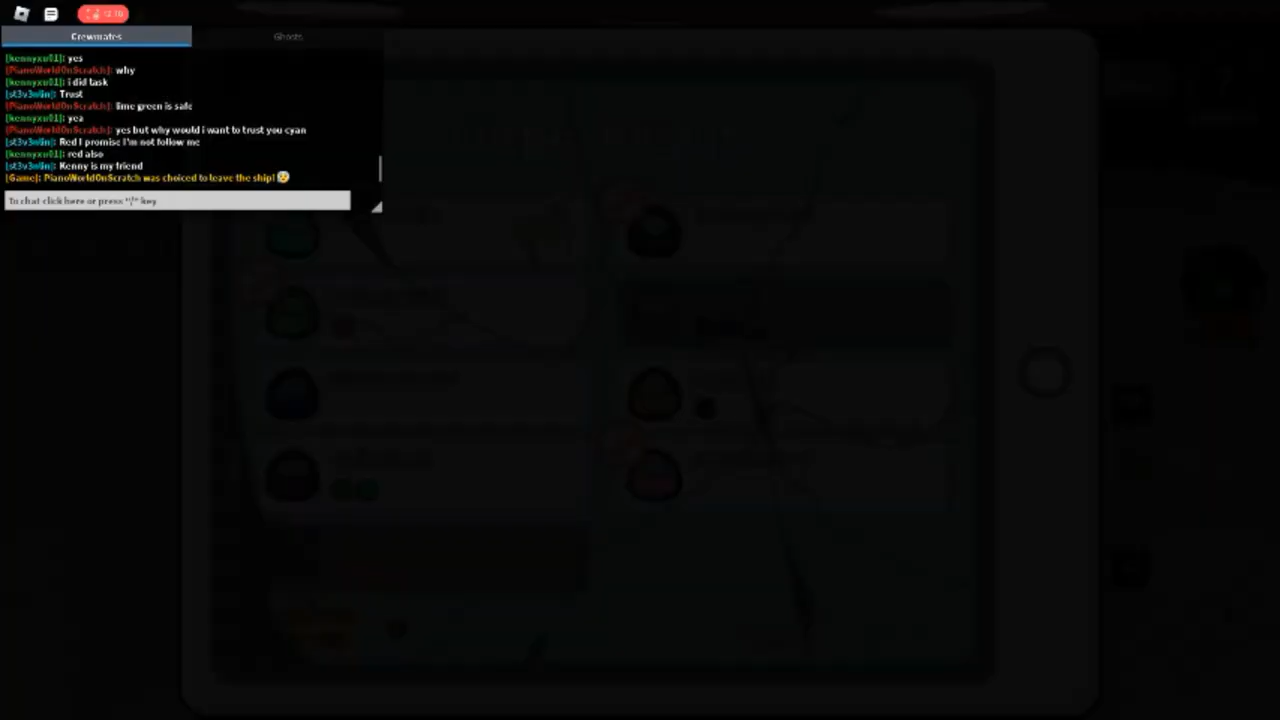 Crewmates
Ghosts
[kennyxu01]: yes
[PianoWorldOnScratch]: why
[kennyxu01]: i did task
[st3v3nlin]: Trust
[PianoWorldOnScratch]: lime green is safe
[kennyxu01]: yea
[PianoWorldOnScratch]: yes but why would i want to trust you cyan
[st3v3nlin]: Red I promise I'm not follow me
[kennyxu01]: red also
[st3v3nlin]: Kenny is my friend
[Game]: PianoWorldOnScratch was choiced to leave the ship! 😨
To chat click here or press "/" key